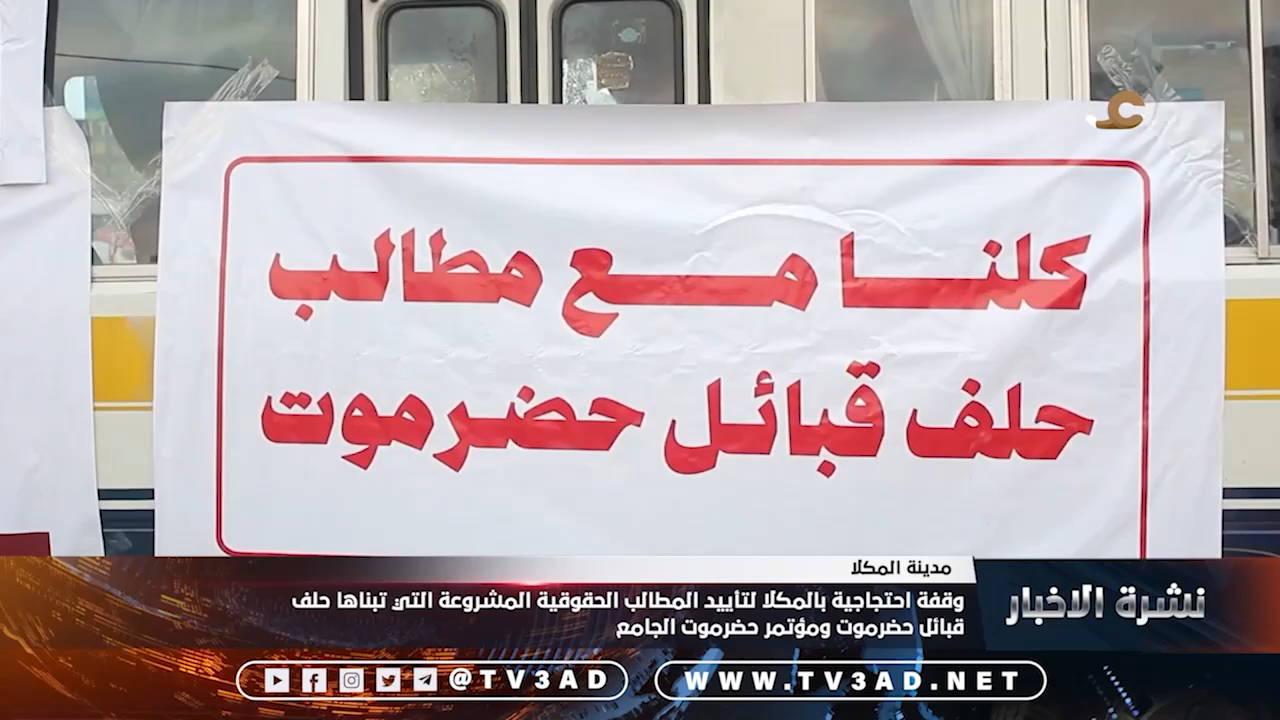 كلنا مع مطالب
حلف قبائل حضرموت
مدينة المكلا
نشرة الاخبار
وقفة احتجاجية بالمكلا لتأييد المطالب الحقوقية المشروعة التي تبناها حلف
قبائل حضرموت ومؤتمر حضرموت الجامع
@TV3AD
WWW.TV3AD.NET